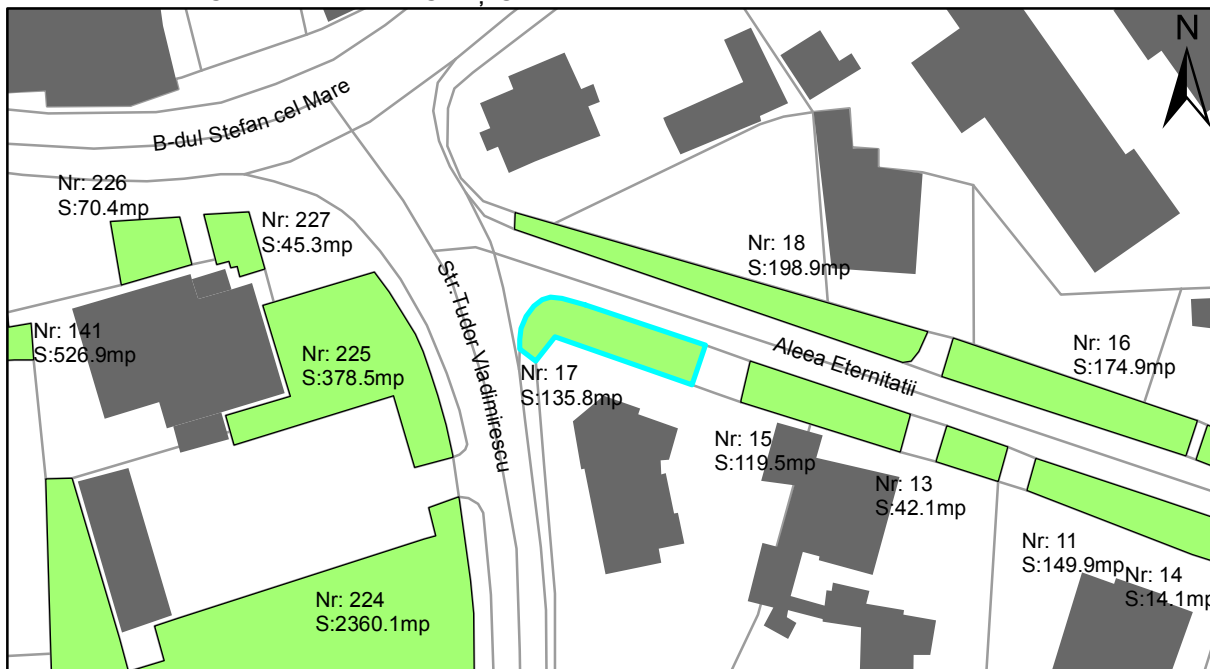 N
B-dul Stefan cel Mare
Nr: 226
S:70.4mp
Nr: 227
S:45.3mp
Nr: 18
S:198.9mp
Str.Tudor Vladimirescu
Nr: 141
S:526.9mp
Nr: 225
S:378.5mp
Nr: 17
S:135.8mp
Aleea Eternitatii
Nr: 16
S:174.9mp
Nr: 15
S:119.5mp
Nr: 13
S:42.1mp
Nr: 11
S:149.9mp
Nr: 14
S:14.1mp
Nr: 224
S:2360.1mp